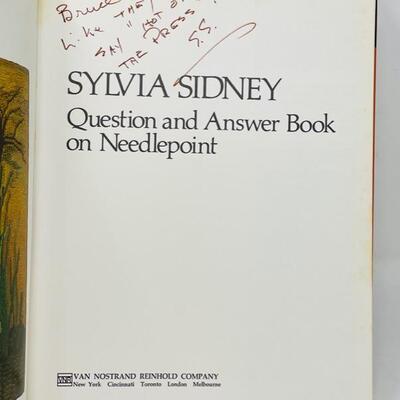 Bruce
Like THEY
SAY "HOT OFF
THE PRESS"
S.S.
SYLVIA SIDNEY
Question and Answer Book
on Needlepoint
VNR VAN NOSTRAND REINHOLD COMPANY
New York Cincinnati Toronto London Melbourne